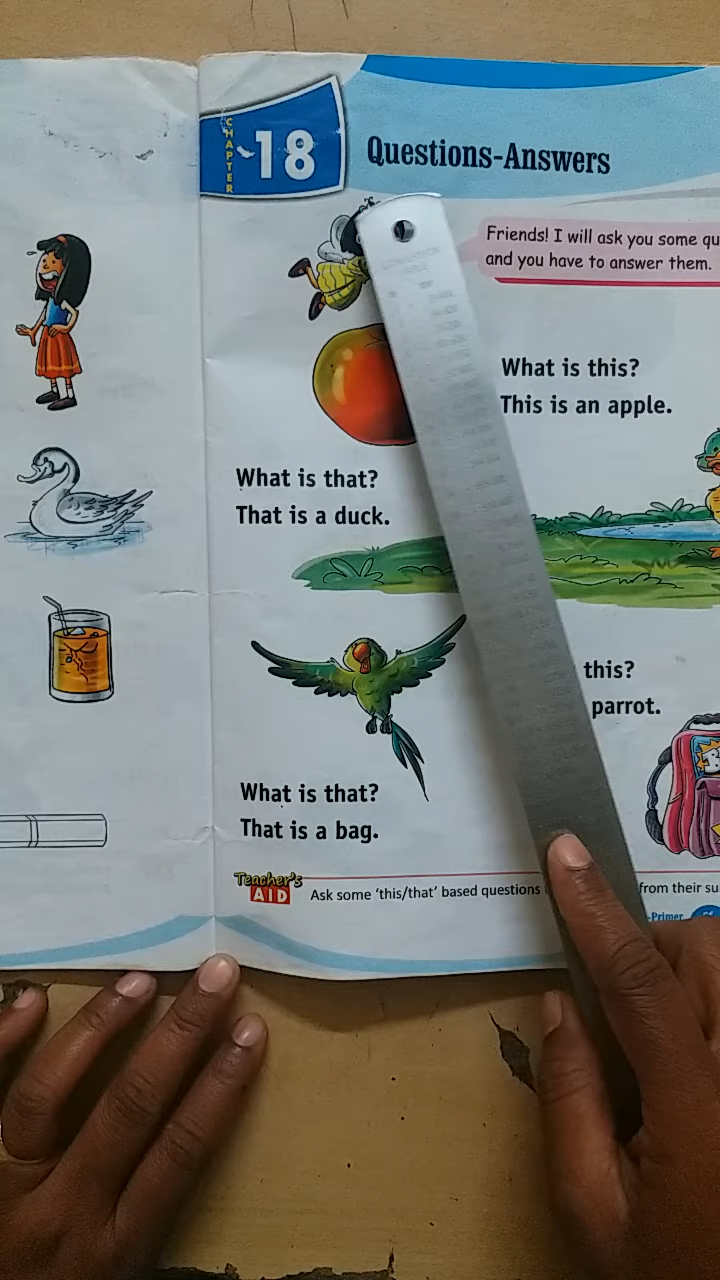 CHAPTER
18
Questions-Answers
Friends! I will ask you some qu
and you have to answer them.
What is this?
This is an apple.
What is that?
That is a duck.
this?
parrot.
What is that?
That is a bag.
Teacher's
AID
Ask some 'this/that' based questions
from their su
-Primer